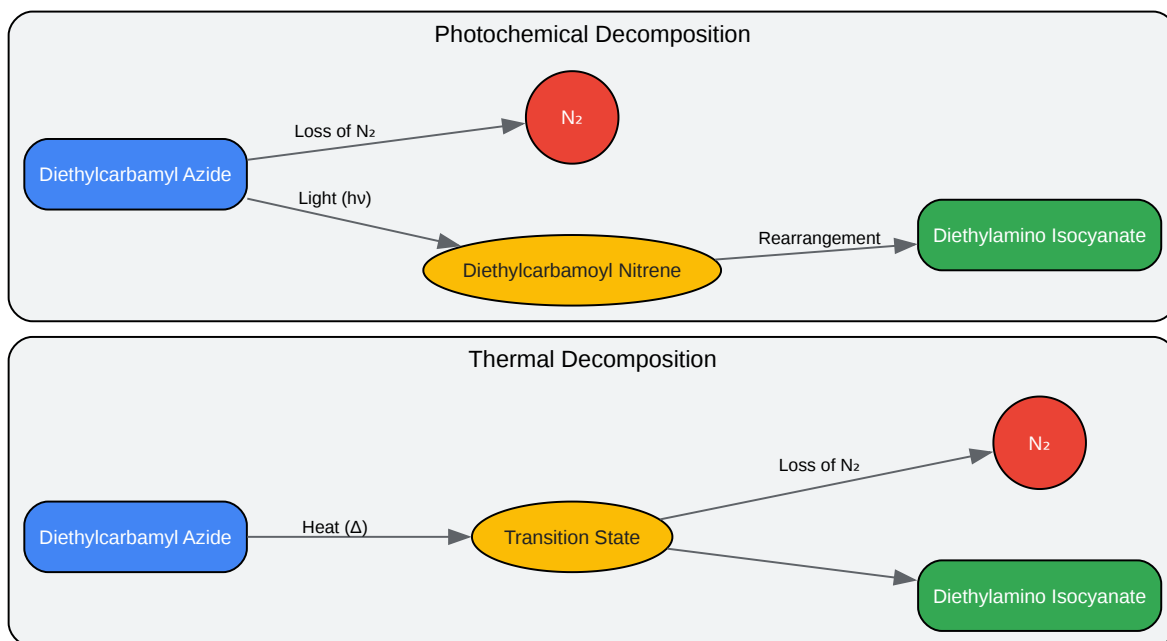 Photochemical Decomposition
N₂
Loss of N₂
Diethylcarbamyl Azide
Light (hν)
Diethylcarbamoyl Nitrene
Rearrangement
Diethylamino Isocyanate
Thermal Decomposition
N₂
Loss of N₂
Diethylcarbamyl Azide
Heat (Δ)
Transition State
Diethylamino Isocyanate